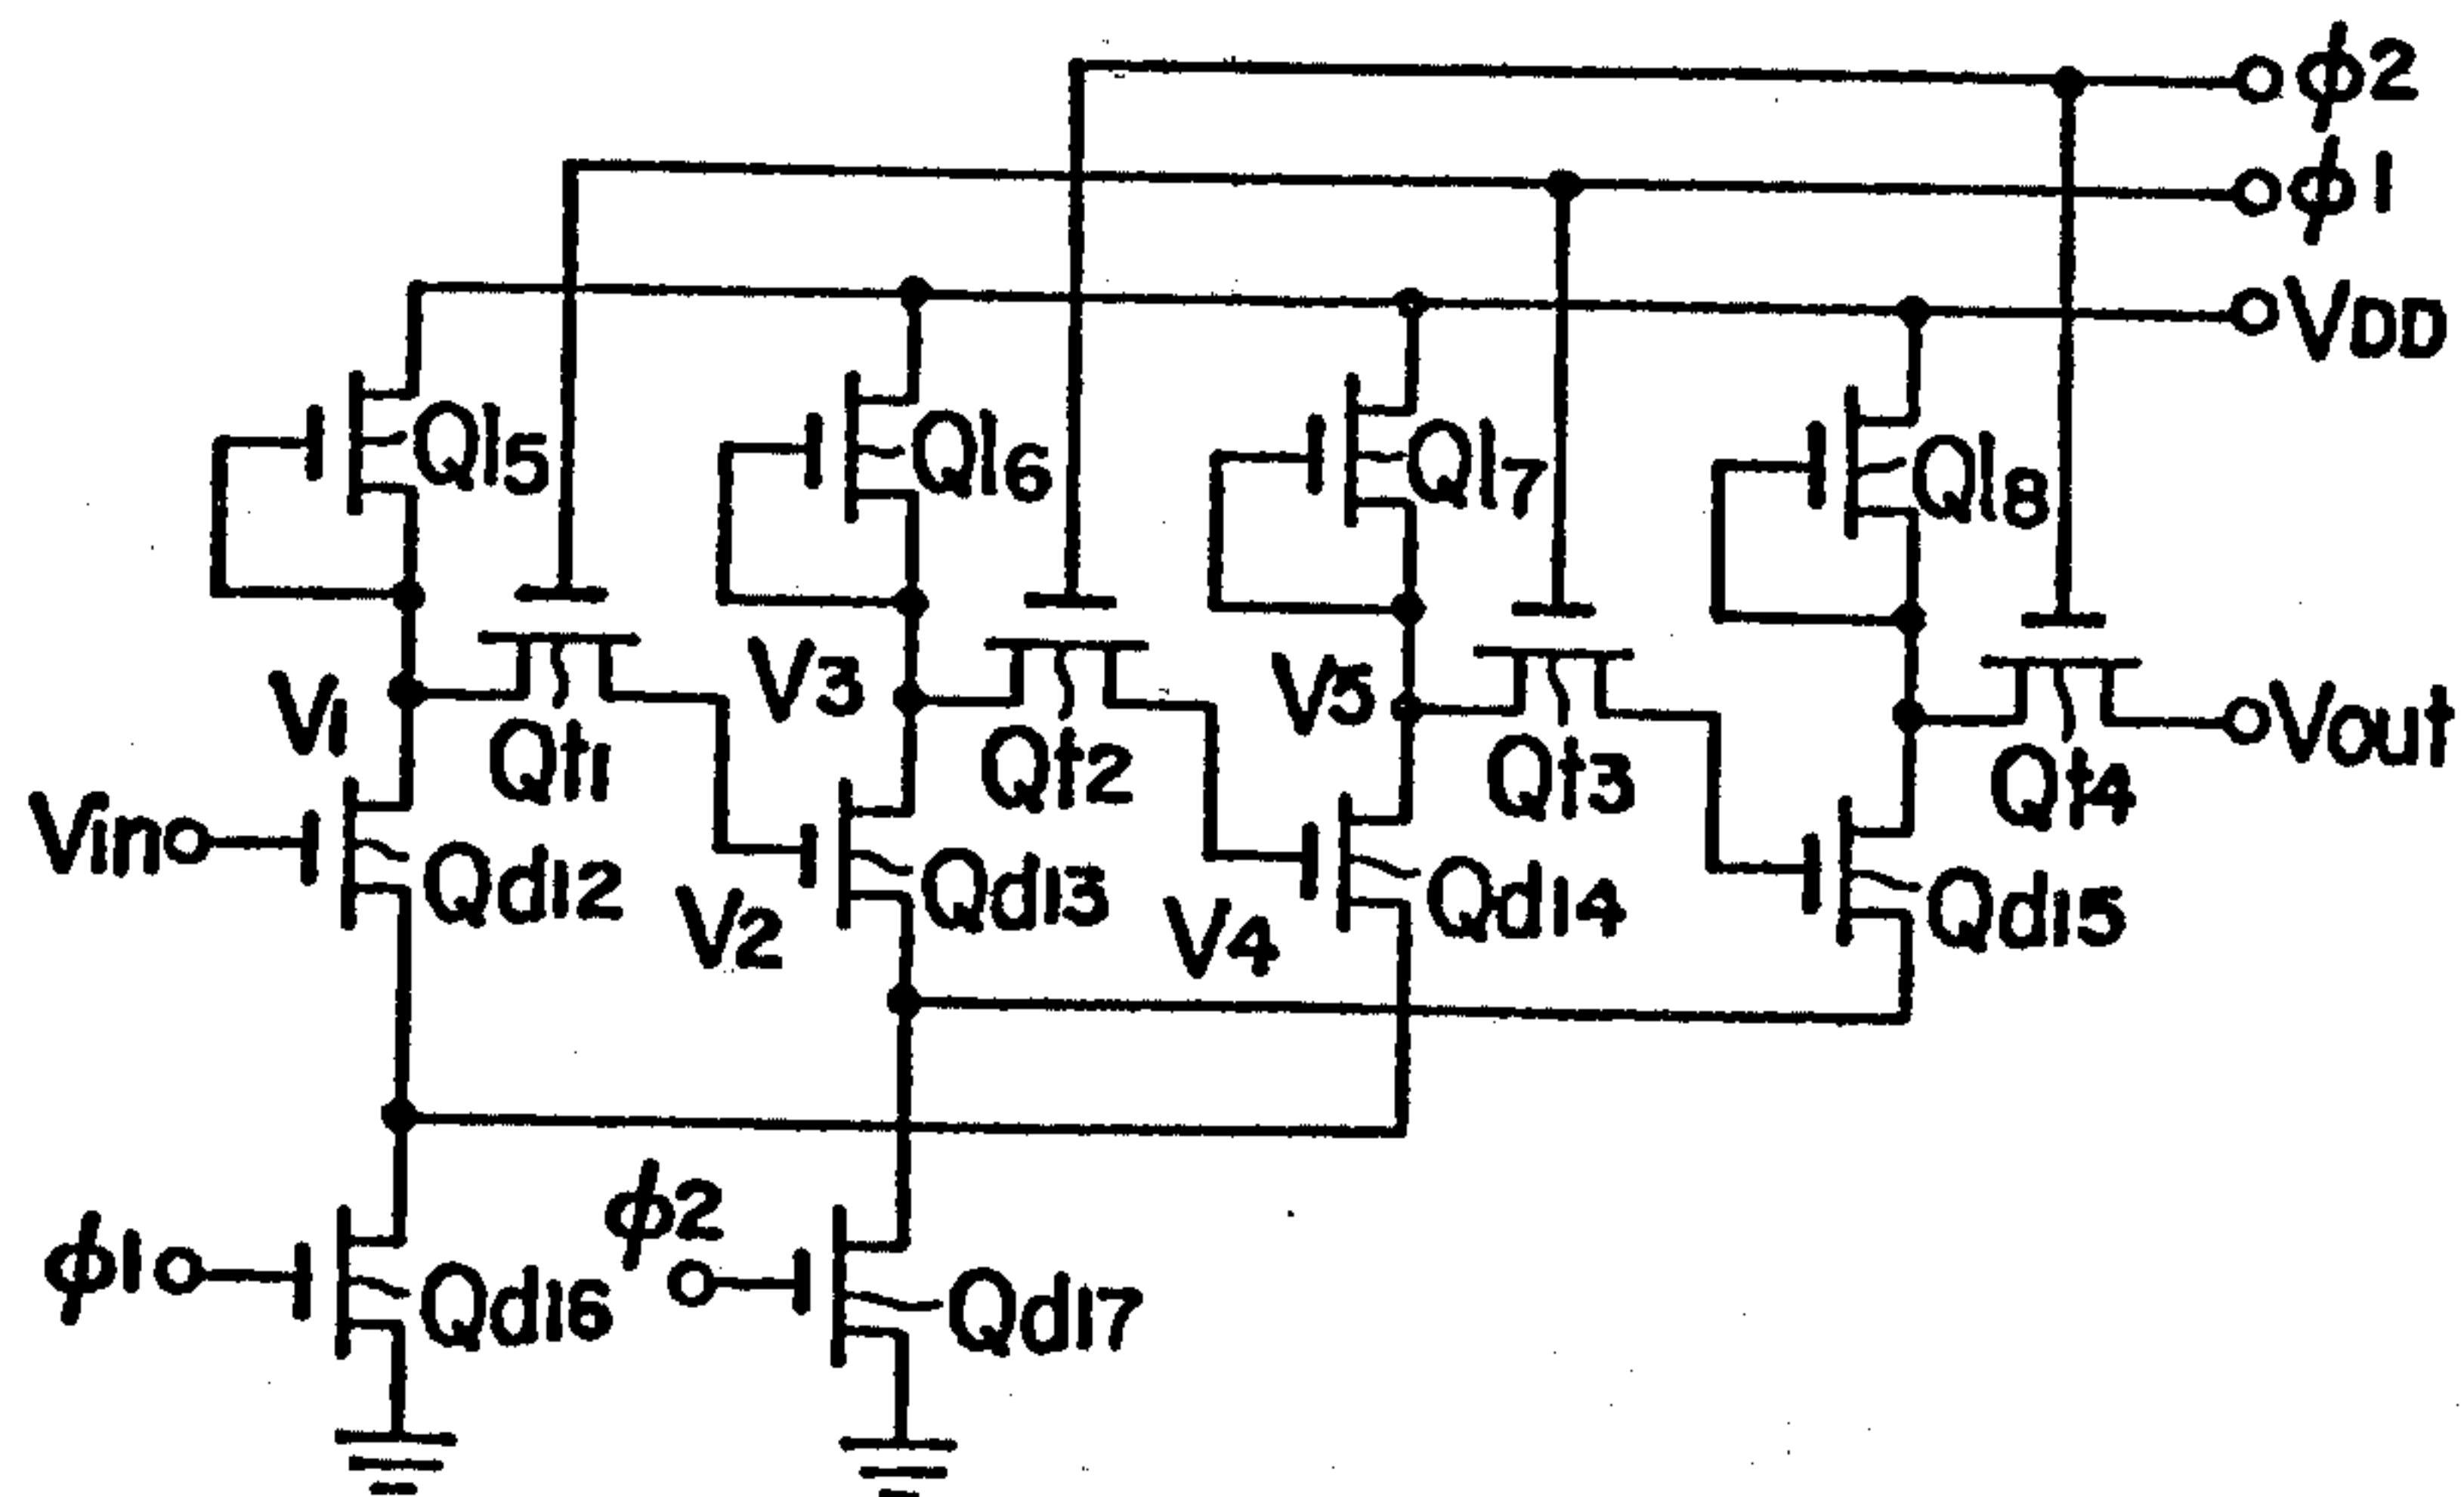 ϕ2
ϕ1
VDD
Ql5
Ql6
Ql7
Ql8
V1
Qt1
V3
Qt2
V5
Qt3
Qt4
Vout
Vin
Qd12
V2
Qd13
V4
Qd14
Qd15
ϕ1
Qd16
ϕ2
Qd17